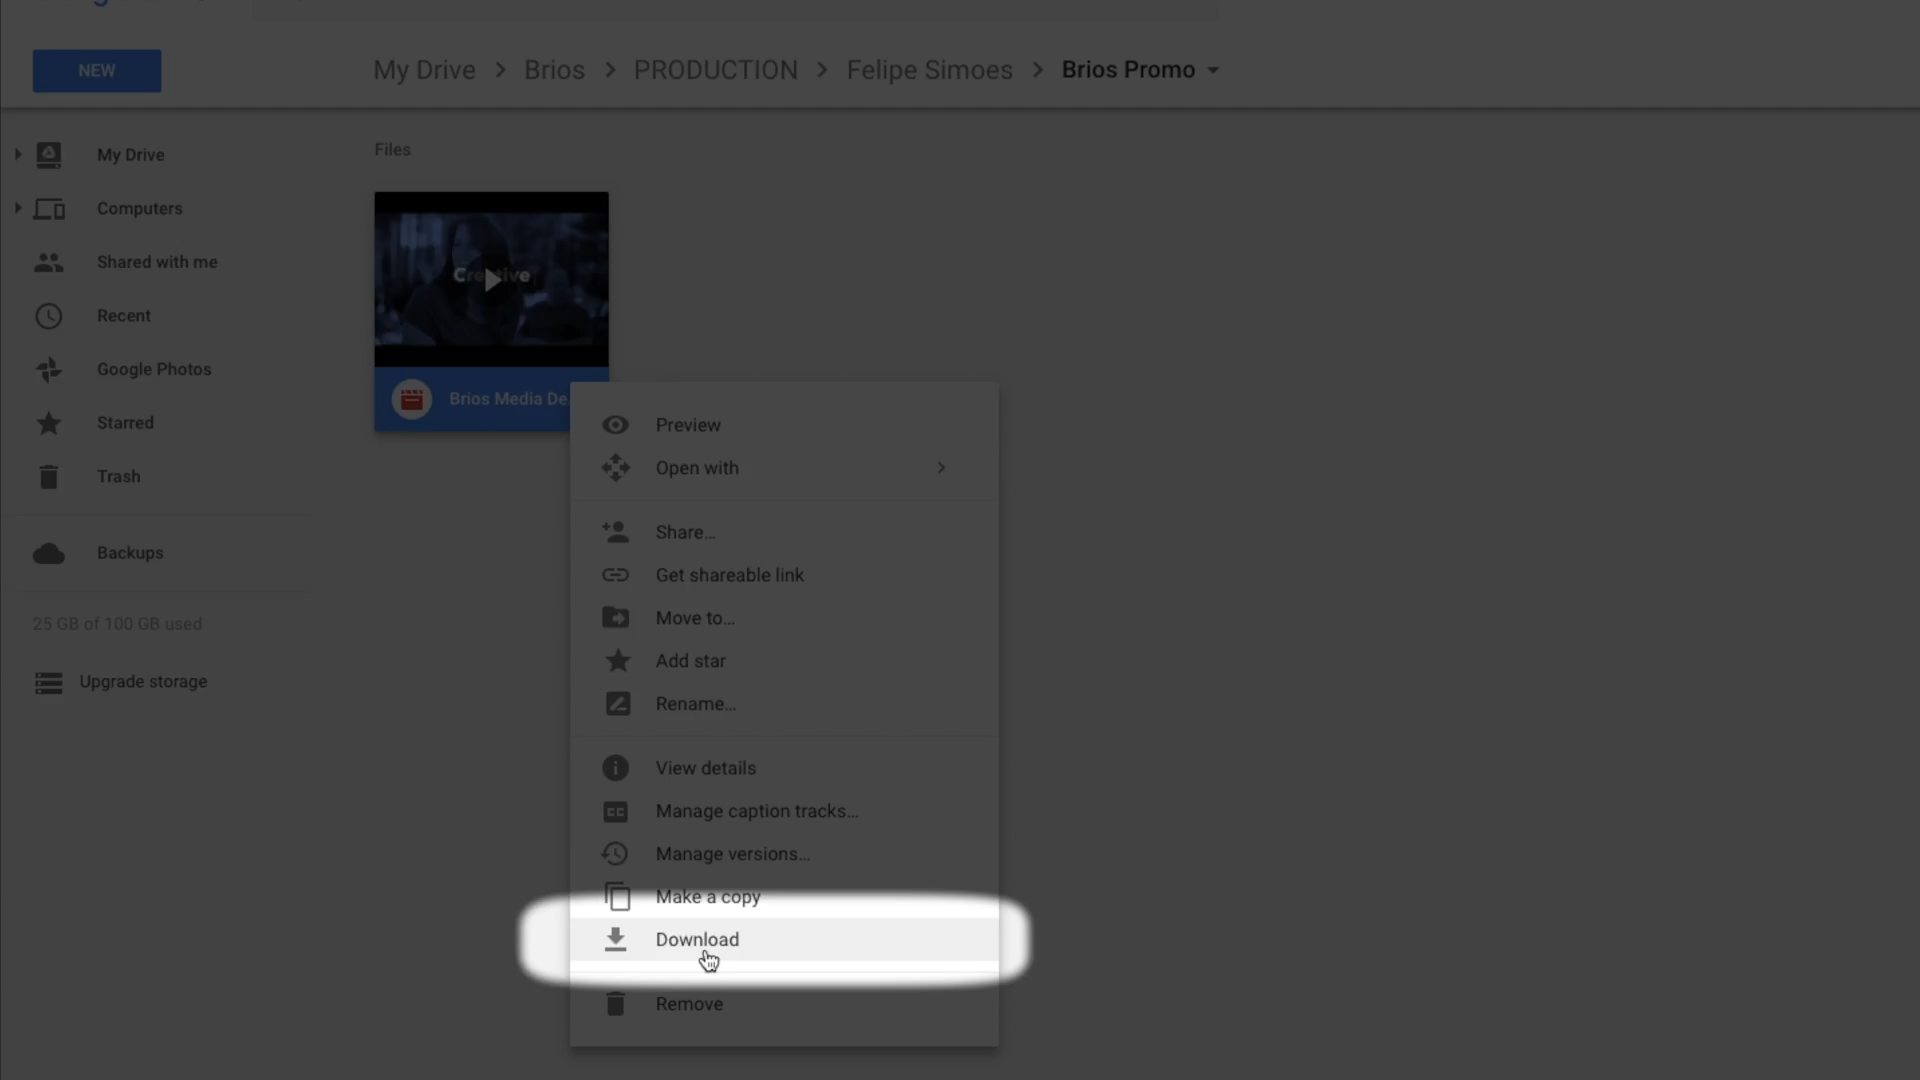 NEW
My Drive > Brios > PRODUCTION > Felipe Simoes > Brios Promo
My Drive
Computers
Shared with me
Recent
Google Photos
Starred
Trash
Backups
25 GB of 100 GB used
Upgrade storage
Files
Creative
Brios Media De
Preview
Open with
Share...
Get shareable link
Move to...
Add star
Rename...
View details
CC
Manage caption tracks...
Manage versions...
Make a copy
Download
Remove